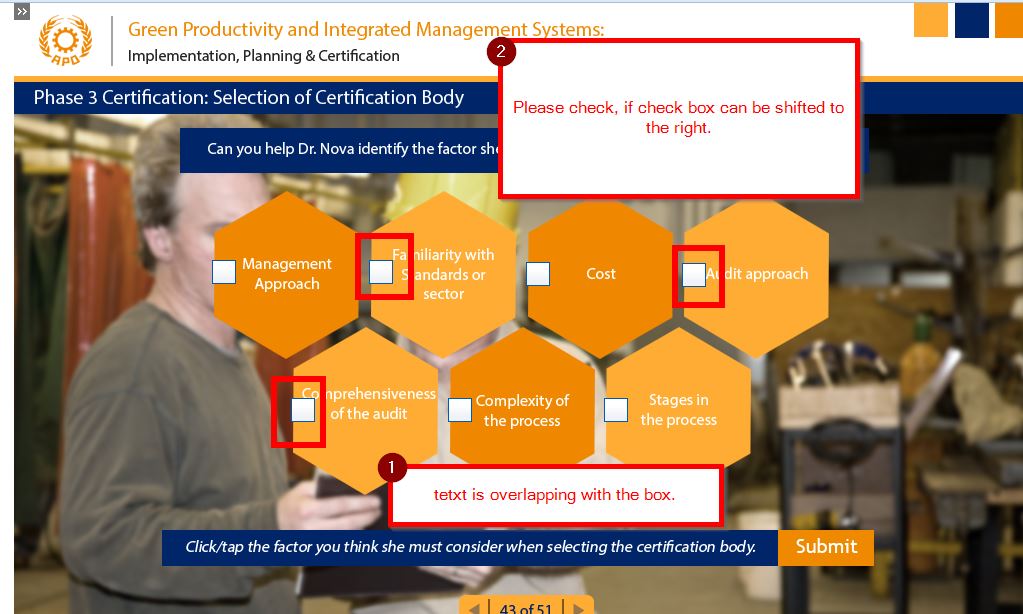 Green Productivity and Integrated Management Systems:
APO
Implementation, Planning & Certification
2
Phase 3 Certification: Selection of Certification Body
Please check, if check box can be shifted to
the right.
Can you help Dr. Nova identify the factor she
Management
Approach
Familiarity with
Standards or
sector
Cost
Audit approach
Comprehensiveness
of the audit
Complexity of
the process
Stages in
the process
1
tetxt is overlapping with the box.
Click/tap the factor you think she must consider when selecting the certification body.
Submit
43 of 51